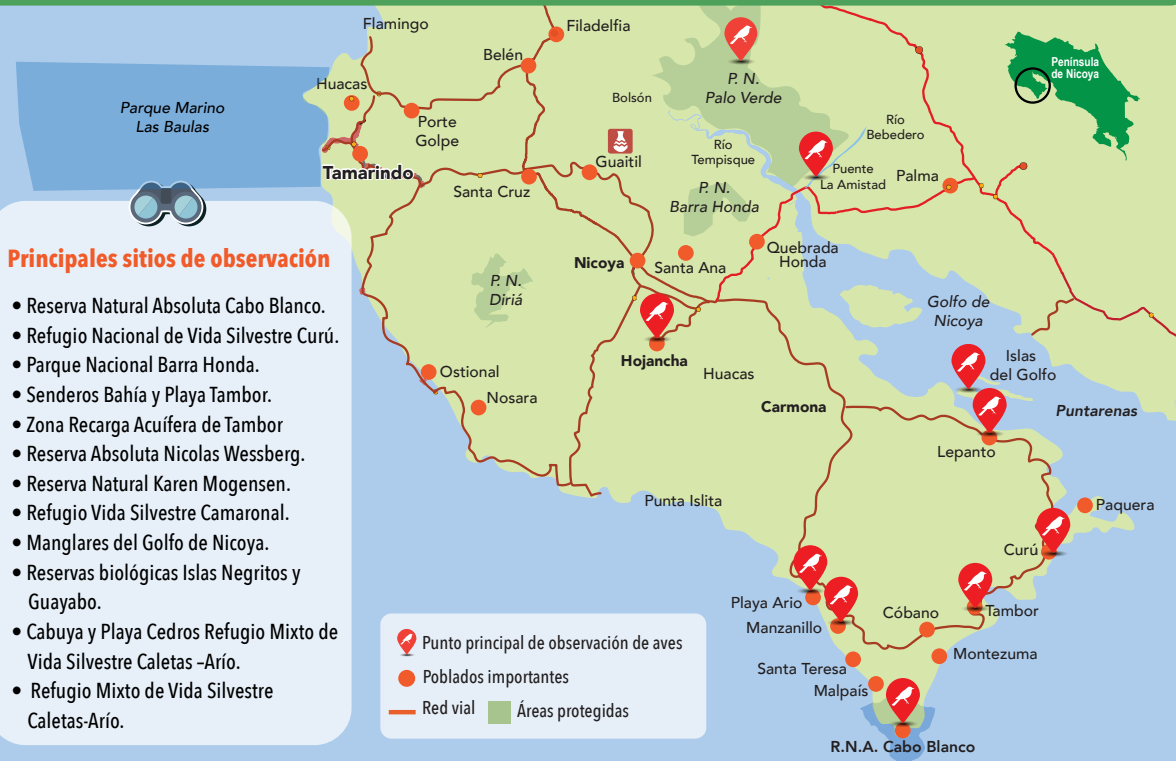 Flamingo
Filadelfia
Belén
Huacas
Porte
Golpe
Parque Marino
Las Baulas
Tamarindo
Santa Cruz
Guaitil
Bolsón
P. N.
Palo Verde
Río
Tempisque
Río
Bebedero
Puente
La Amistad
Palma
Península
de Nicoya
P. N.
Barra Honda
Quebrada
Honda
Nicoya
Santa Ana
P. N.
Diriá
Hojancha
Huacas
Golfo de
Nicoya
Islas
del Golfo
Puntarenas
Ostional
Nosara
Carmona
Lepanto
Punta Islita
Paquera
Curú
Playa Ario
Manzanillo
Cóbano
Tambor
Santa Teresa
Montezuma
Malpaís
R.N.A. Cabo Blanco
Principales sitios de observación
• Reserva Natural Absoluta Cabo Blanco.
• Refugio Nacional de Vida Silvestre Curú.
• Parque Nacional Barra Honda.
• Senderos Bahía y Playa Tambor.
• Zona Recarga Acuífera de Tambor
• Reserva Absoluta Nicolas Wessberg.
• Reserva Natural Karen Mogensen.
• Refugio Vida Silvestre Camaronal.
• Manglares del Golfo de Nicoya.
• Reservas biológicas Islas Negritos y
Guayabo.
• Cabuya y Playa Cedros Refugio Mixto de
Vida Silvestre Caletas –Arío.
• Refugio Mixto de Vida Silvestre
Caletas-Arío.
Punto principal de observación de aves
Poblados importantes
Red vial
Áreas protegidas